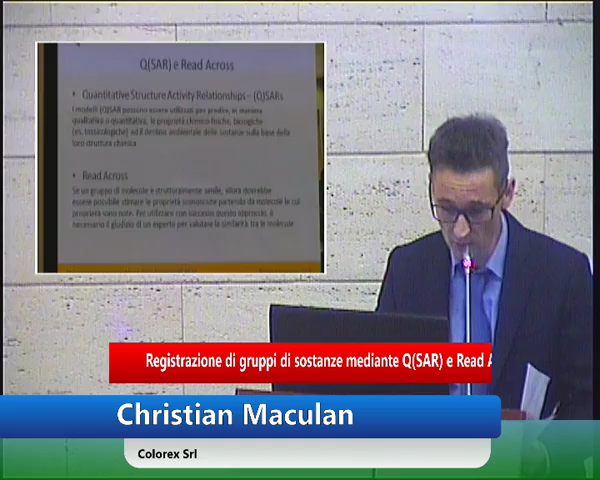 Q(SAR) e Read Across
• Quantitative Structure Activity Relationships – (Q)SARs
I modelli (Q)SAR possono essere utilizzati per predire, in maniera
qualitativa o quantitativa, le proprietà chimico-fisiche, biologiche
(es. tossicologiche) ed il destino ambientale delle sostanze sulla base della
loro struttura chimica
• Read Across
Se un gruppo di molecole è strutturalmente simile, allora dovrebbe
essere possibile stimare le proprietà sconosciute partendo da molecole le cui
proprietà sono note. Per utilizzare con successo questo approccio, è
necessario il giudizio di un esperto per valutare la similarità tra le molecole
Registrazione di gruppi di sostanze mediante Q(SAR) e Read A
Christian Maculan
Colorex Srl